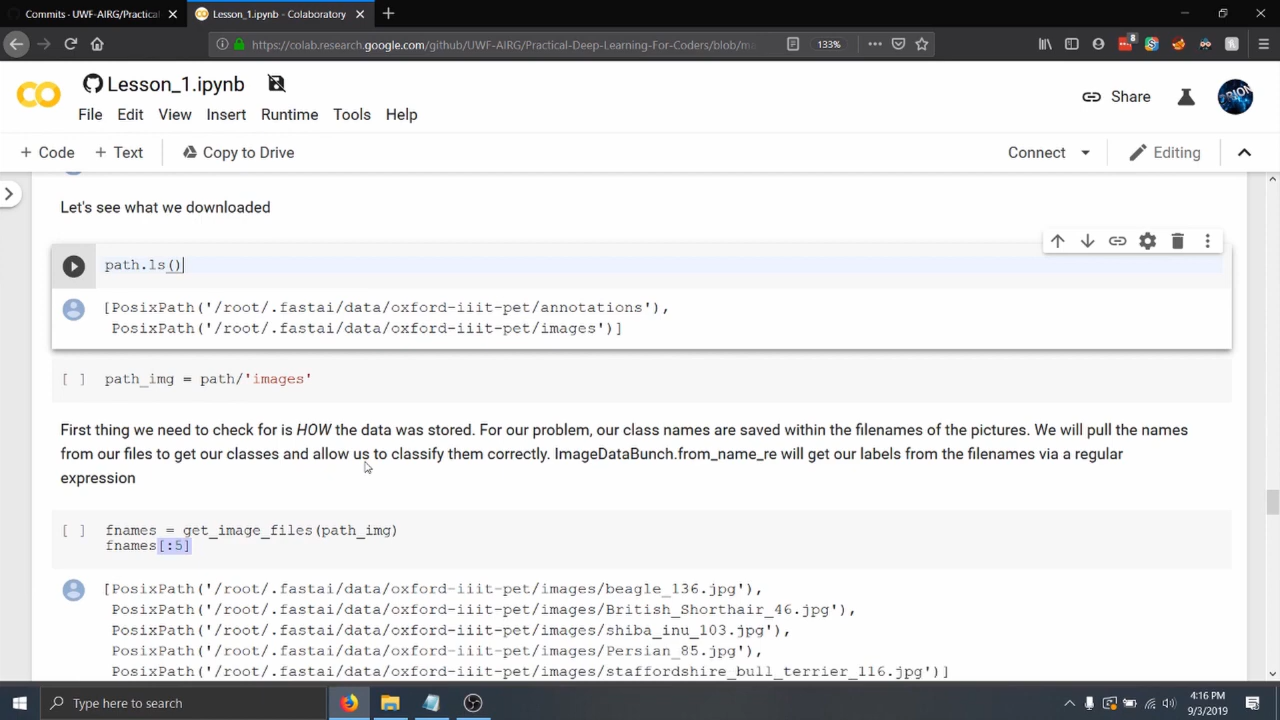 Commits - UWF-AIRG/Practical
Lesson_1.ipynb - Colaboratory
https://colab.research.google.com/github/UWF-AIRG/Practical-Deep-Learning-For-Coders/blob/m
133%
8
Lesson_1.ipynb
Share
File Edit View Insert Runtime Tools Help
+ Code + Text Copy to Drive
Connect Editing
Let's see what we downloaded
path.ls()
[PosixPath('/root/.fastai/data/oxford-iiit-pet/annotations'),
PosixPath('/root/.fastai/data/oxford-iiit-pet/images')]
[ ] path_img = path/'images'
First thing we need to check for is HOW the data was stored. For our problem, our class names are saved within the filenames of the pictures. We will pull the names
from our files to get our classes and allow us to classify them correctly. ImageDataBunch.from_name_re will get our labels from the filenames via a regular
expression
[ ] fnames = get_image_files(path_img)
fnames[:5]
[PosixPath('/root/.fastai/data/oxford-iiit-pet/images/beagle_136.jpg'),
PosixPath('/root/.fastai/data/oxford-iiit-pet/images/British_Shorthair_46.jpg'),
PosixPath('/root/.fastai/data/oxford-iiit-pet/images/shiba_inu_103.jpg'),
PosixPath('/root/.fastai/data/oxford-iiit-pet/images/Persian_85.jpg'),
PosixPath('/root/.fastai/data/oxford-iiit-pet/images/staffordshire_bull_terrier_116.jpg')]
Type here to search
4:16 PM
9/3/2019